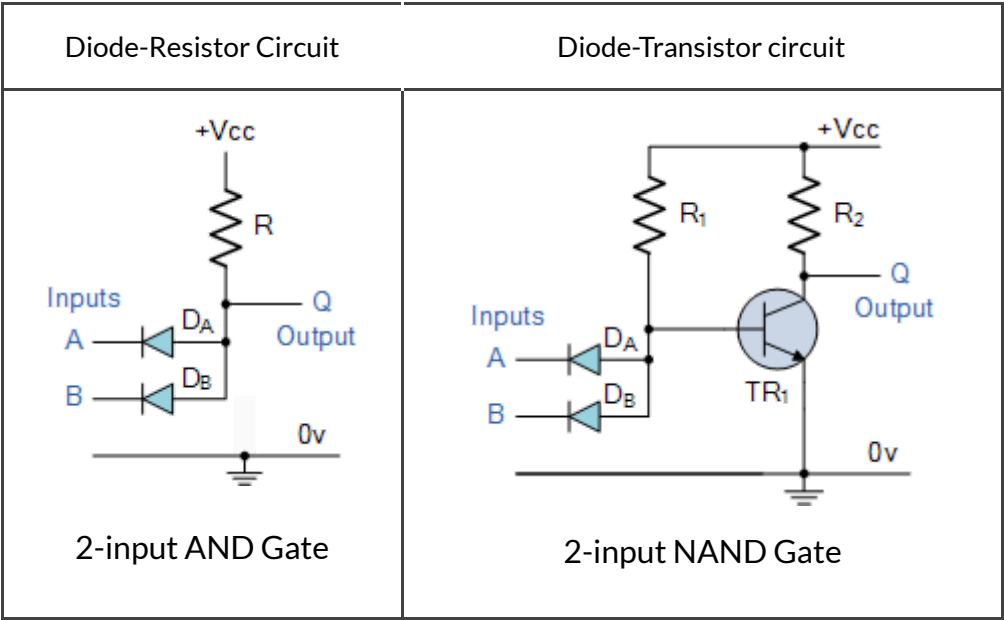 Diode-Resistor Circuit
Diode-Transistor circuit
+Vcc
R
Inputs
Q
Output
A
DA
B
DB
0v
2-input AND Gate
+Vcc
R1
R2
Q
Output
Inputs
A
DA
B
DB
TR1
0v
2-input NAND Gate